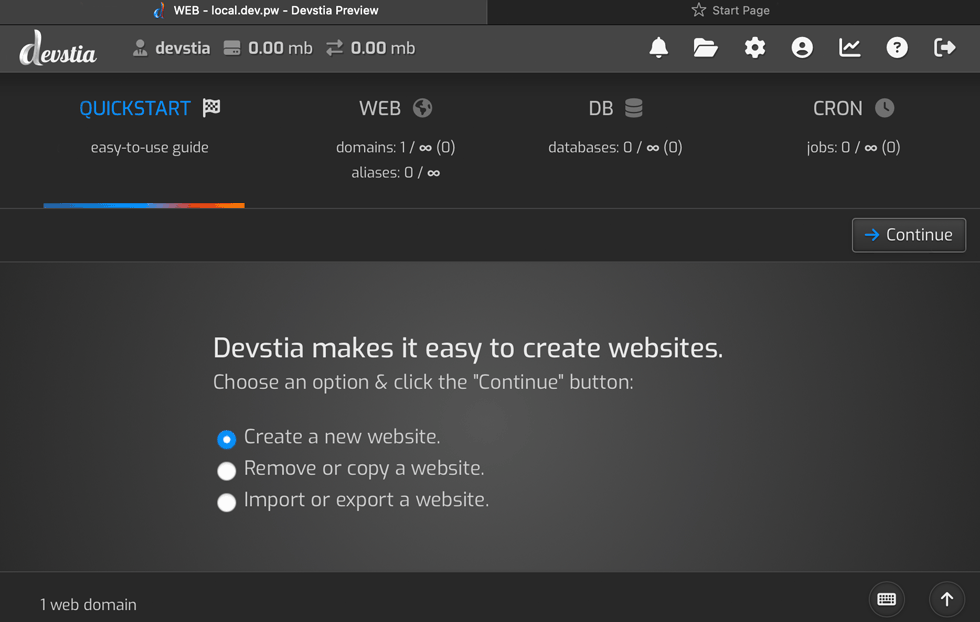 WEB - local.dev.pw - Devstia Preview
Start Page
devstia
devstia 0.00 mb 0.00 mb
QUICKSTART
easy-to-use guide
WEB
domains: 1 / ∞ (0)
aliases: 0 / ∞
DB
databases: 0 / ∞ (0)
CRON
jobs: 0 / ∞ (0)
Continue
Devstia makes it easy to create websites.
Choose an option & click the "Continue" button:
Create a new website.
Remove or copy a website.
Import or export a website.
1 web domain